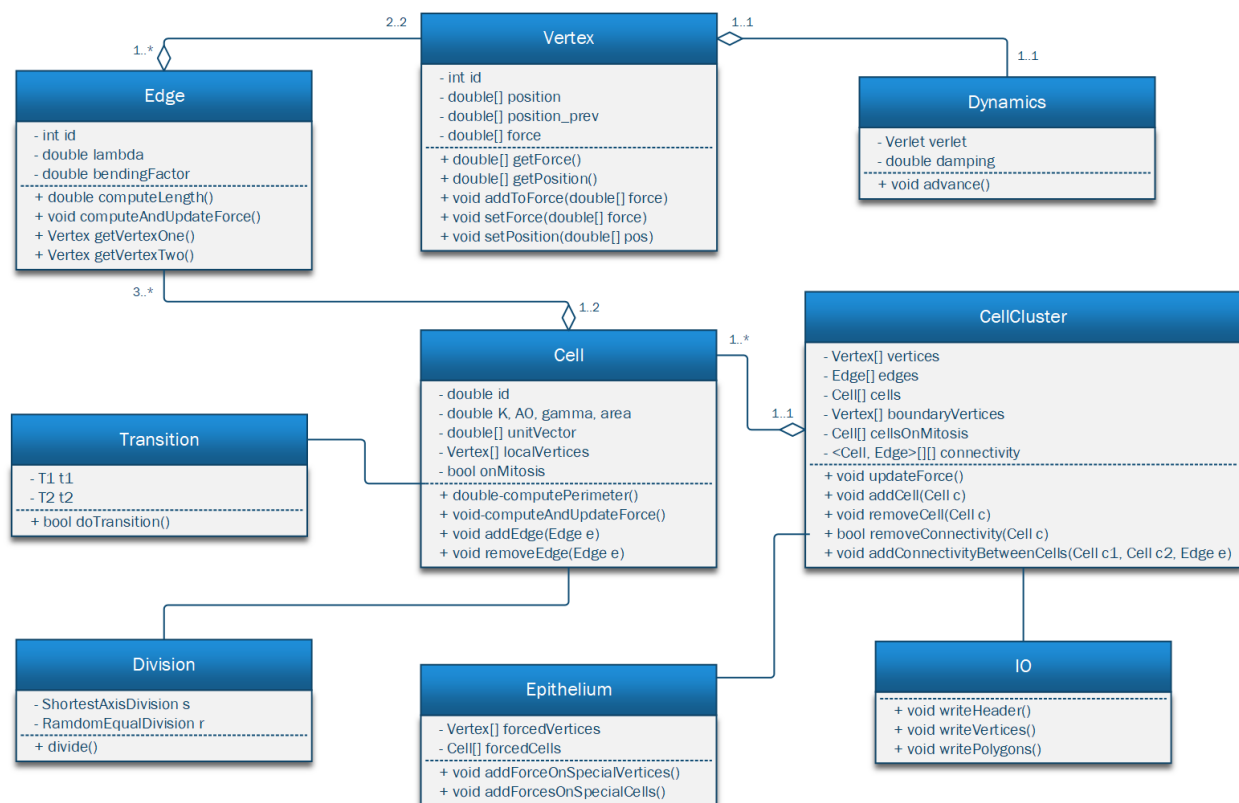 2..2
Vertex
1..1
1..*
1..1
- int id
- double[] position
- double[] position_prev
- double[] force
+ double[] getForce()
+ double[] getPosition()
+ void addToForce(double[] force)
+ void setForce(double[] force)
+ void setPosition(double[] pos)
Edge
- int id
- double lambda
- double bendingFactor
+ double computeLength()
+ void computeAndUpdateForce()
+ Vertex getVertexOne()
+ Vertex getVertexTwo()
Dynamics
- Verlet verlet
- double damping
+ void advance()
3..*
1..2
1..*
1..1
Cell
- double id
- double K, A0, gamma, area
- double[] unitVector
- Vertex[] localVertices
- bool onMitosis
+ double-computePerimeter()
+ void-computeAndUpdateForce()
+ void addEdge(Edge e)
+ void removeEdge(Edge e)
CellCluster
- Vertex[] vertices
- Edge[] edges
- Cell[] cells
- Vertex[] boundaryVertices
- Cell[] cellsOnMitosis
- <Cell, Edge>[][] connectivity
+ void updateForce()
+ void addCell(Cell c)
+ void removeCell(Cell c)
+ bool removeConnectivity(Cell c)
+ void addConnectivityBetweenCells(Cell c1, Cell c2, Edge e)
Transition
- T1 t1
- T2 t2
+ bool doTransition()
Division
- ShortestAxisDivision s
- RamdomEqualDivision r
+ divide()
Epithelium
- Vertex[] forcedVertices
- Cell[] forcedCells
+ void addForceOnSpecialVertices()
+ void addForcesOnSpecialCells()
IO
+ void writeHeader()
+ void writeVertices()
+ void writePolygons()